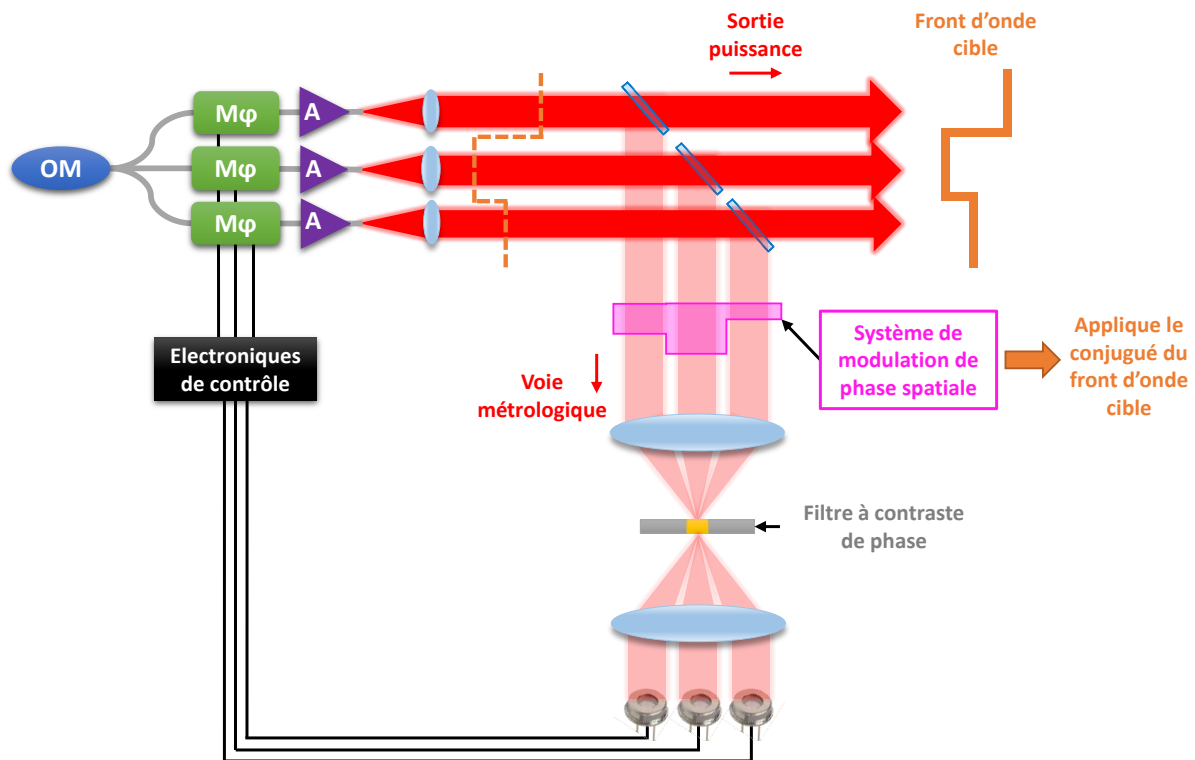 Sortie
puissance
Front d'onde
cible
OM
Mφ
A
Mφ
A
Mφ
A
Electroniques
de contrôle
Voie
métrologique
Système de
modulation de
phase spatiale
Applique le
conjugué du
front d'onde
cible
Filtre à contraste
de phase